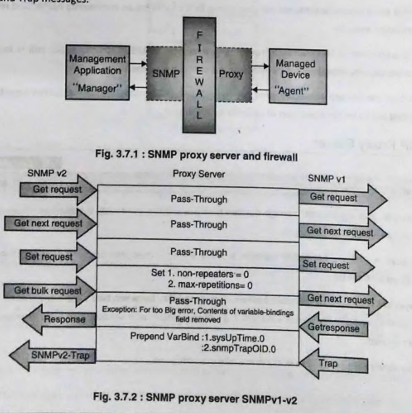 end Trap messages.
FIREWALL
Management
Application
"Manager"
SNMP
Proxy
Managed
Device
"Agent"
Fig. 3.7.1 : SNMP proxy server and firewall
SNMP v2
Proxy Server
SNMP v1
Get request
Pass-Through
Get request
Get next request
Pass-Through
Get next request
Set request
Pass-Through
Set request
Set 1. non-repeaters = 0
2. max-repetitions= 0
Get bulk request
Get next request
Pass-Through
Exception: For too Big error, Contents of variable-bindings
field removed
Response
Getresponse
Prepend VarBind :1.sysUpTime.0
:2.snmpTrapOID.0
SNMPv2-Trap
Trap
Fig. 3.7.2 : SNMP proxy server SNMPv1-v2